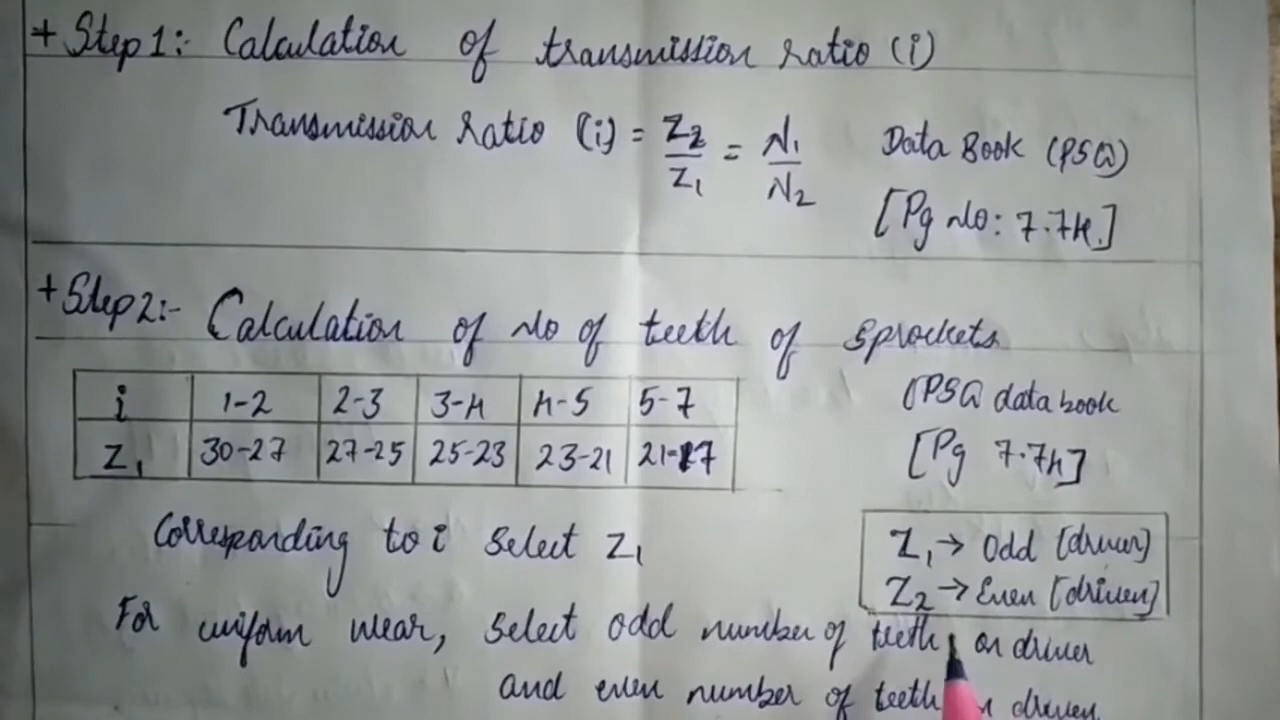 + Step 1:- Calculation of transmission ratio (i)
Transmission ratio (i) = Z2/Z1 = N1/N2
Data Book (PSG)
[Pg No: 7.74]
+ Step 2:- Calculation of No of teeth of sprockets
i 1-2 2-3 3-4 4-5 5-7
Z1 30-27 27-25 25-23 23-21 21-17
(PSG data book
[Pg 7.74]
Corresponding to i select Z1
Z1 → Odd [driver]
Z2 → Even [driven]
For uniform wear, select odd number of teeth on driver
and even number of teeth driven